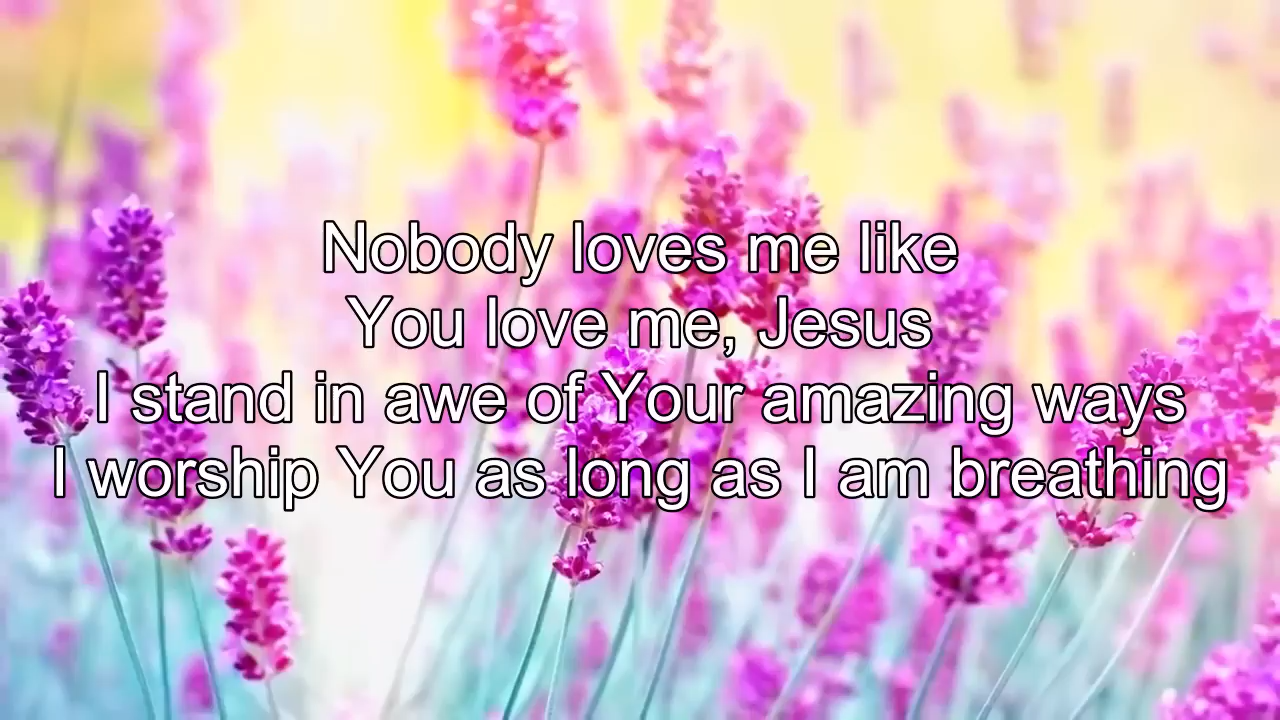 Nobody loves me like
You love me, Jesus
I stand in awe of Your amazing ways
I worship You as long as I am breathing